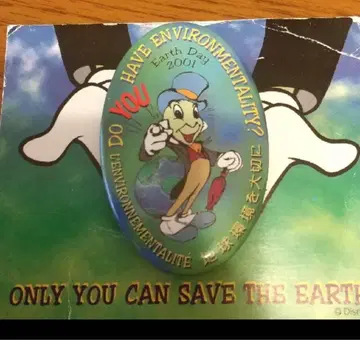 DO YOU HAVE ENVIRONMENTALITY?
Earth Day
2001
L'ENVIRONNEMENTALITÉ
地球環境を大切に
ONLY YOU CAN SAVE THE EARTH
© Disn